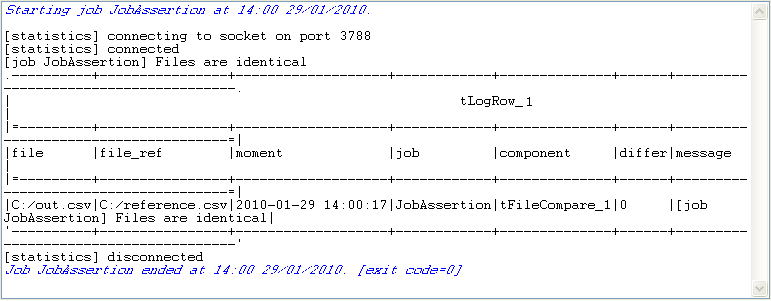 Starting job JobAssertion at 14:00 29/01/2010.
[statistics] connecting to socket on port 3788
[statistics] connected
[job JobAssertion] Files are identical
.----------+-----------------+-------------------+------------+--------------+------+---------
-----------------------------.
| tLogRow_1
|
|=---------+-----------------+-------------------+------------+--------------+------+---------
----------------------------=|
|file |file_ref |moment |job |component |differ|message
|
|=---------+-----------------+-------------------+------------+--------------+------+---------
----------------------------=|
|C:/out.csv|C:/reference.csv|2010-01-29 14:00:17|JobAssertion|tFileCompare_1|0 |[job
JobAssertion] Files are identical|
'----------+-----------------+-------------------+------------+--------------+------+---------
-----------------------------'
[statistics] disconnected
Job JobAssertion ended at 14:00 29/01/2010. [exit code=0]